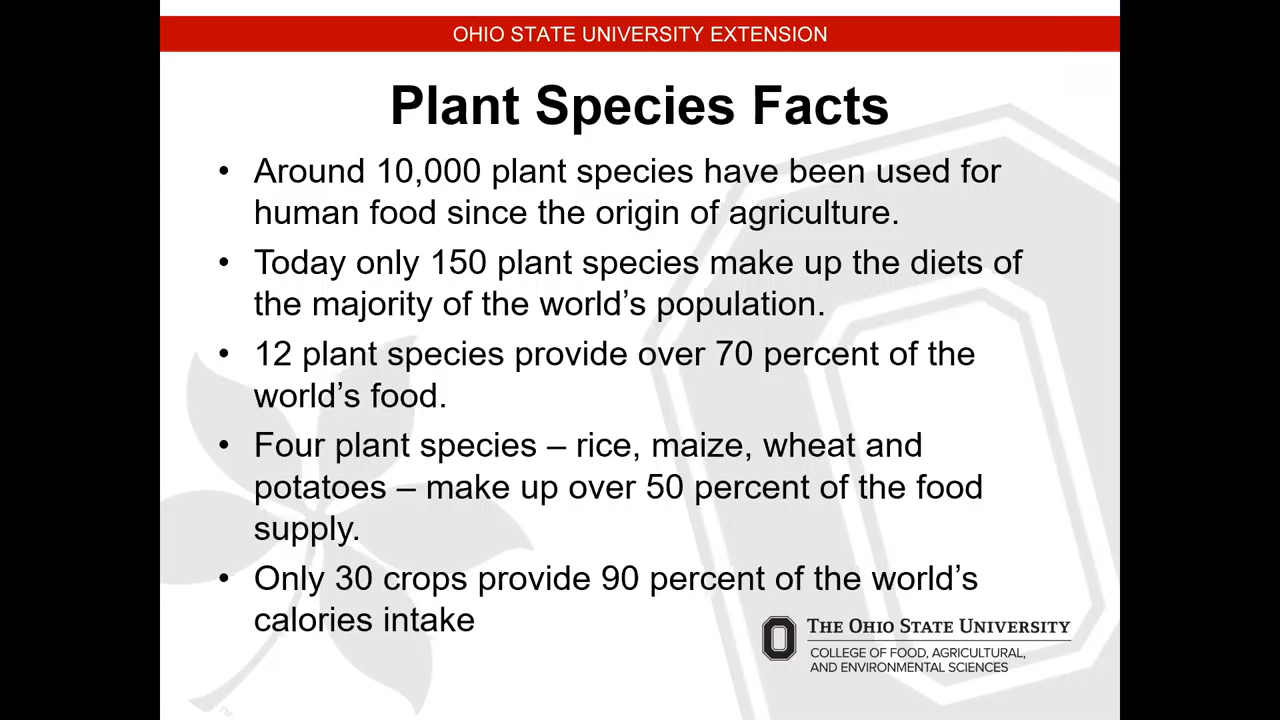 OHIO STATE UNIVERSITY EXTENSION
Plant Species Facts
• Around 10,000 plant species have been used for
human food since the origin of agriculture.
• Today only 150 plant species make up the diets of
the majority of the world’s population.
• 12 plant species provide over 70 percent of the
world’s food.
• Four plant species – rice, maize, wheat and
potatoes – make up over 50 percent of the food
supply.
• Only 30 crops provide 90 percent of the world’s
calories intake
THE OHIO STATE UNIVERSITY
COLLEGE OF FOOD, AGRICULTURAL,
AND ENVIRONMENTAL SCIENCES
TM